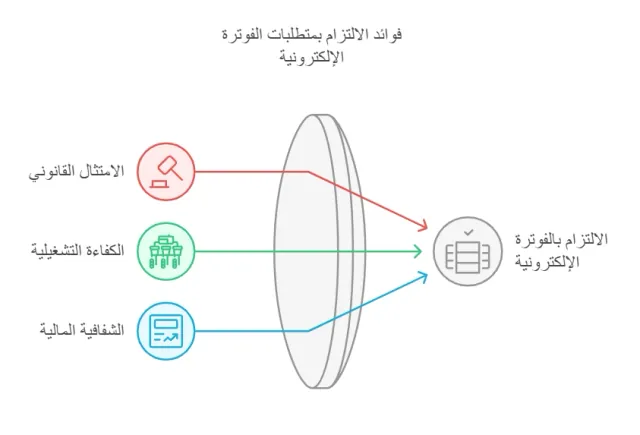 فوائد الالتزام بمتطلبات الفوترة
الإلكترونية
الامتثال القانوني
الكفاءة التشغيلية
الشفافية المالية
الالتزام بالفوترة
الإلكترونية